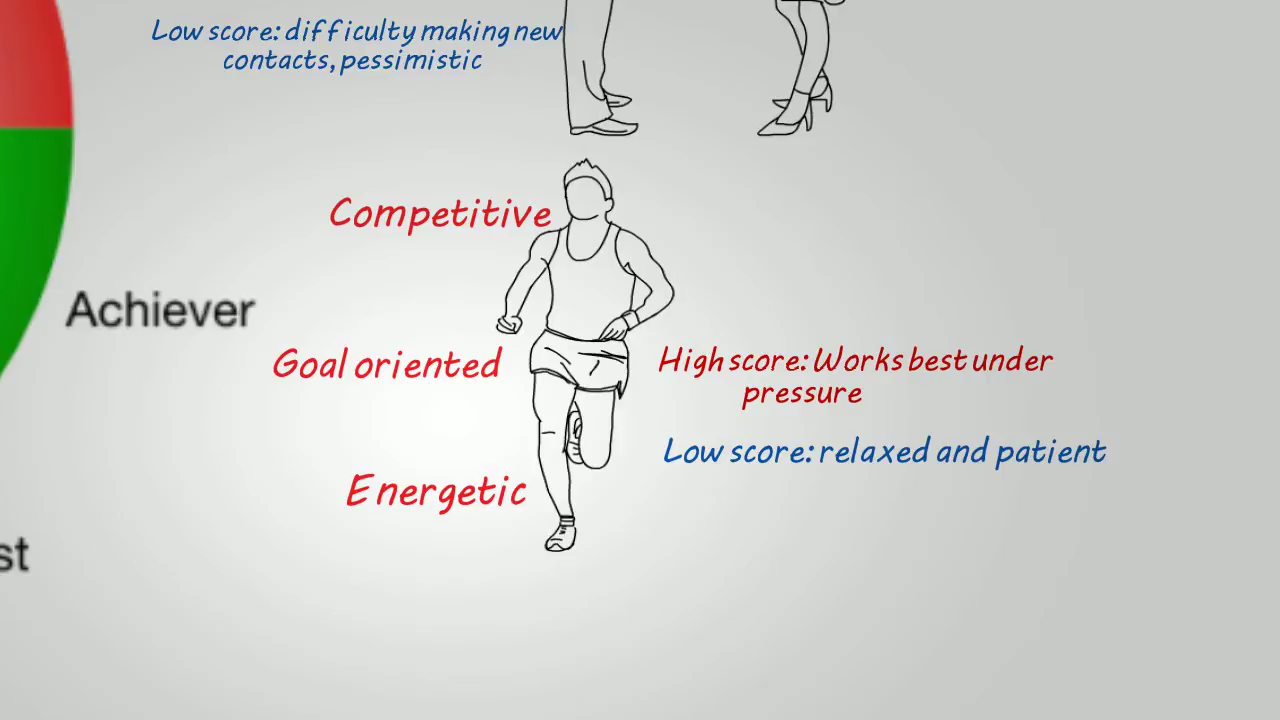 Low score: difficulty making new
contacts, pessimistic
Competitive
Achiever
Goal oriented
High score: Works best under
pressure
Low score: relaxed and patient
Energetic
st